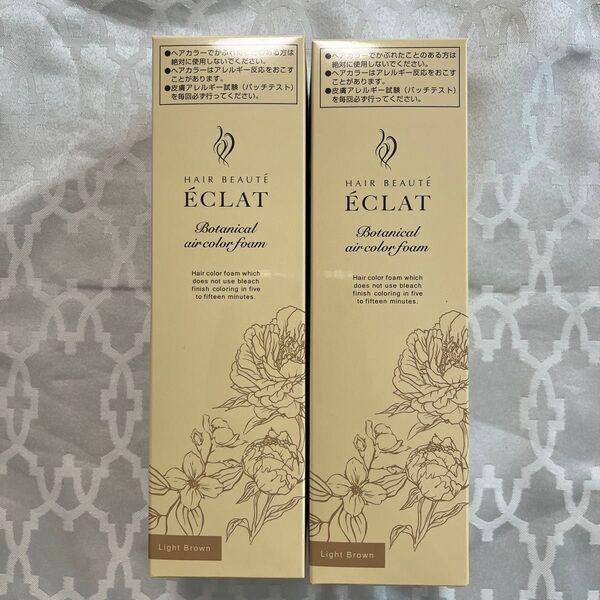 ●ヘアカラーでかぶれたことのある方は
絶対に使用しないでください。
●ヘアカラーはアレルギー反応をおこす
ことがあります。
●皮膚アレルギー試験（パッチテスト）
を毎回必ず行ってください。
HAIR BEAUTÉ
ÉCLAT
Botanical
air color foam
Hair color foam which
does not use bleach
finish coloring in five
to fifteen minutes.
Light Brown
●ヘアカラーでかぶれたことのある方は
絶対に使用しないでください。
●ヘアカラーはアレルギー反応をおこす
ことがあります。
●皮膚アレルギー試験（パッチテスト）
を毎回必ず行ってください。
HAIR BEAUTÉ
ÉCLAT
Botanical
air color foam
Hair color foam which
does not use bleach
finish coloring in five
to fifteen minutes.
Light Brown